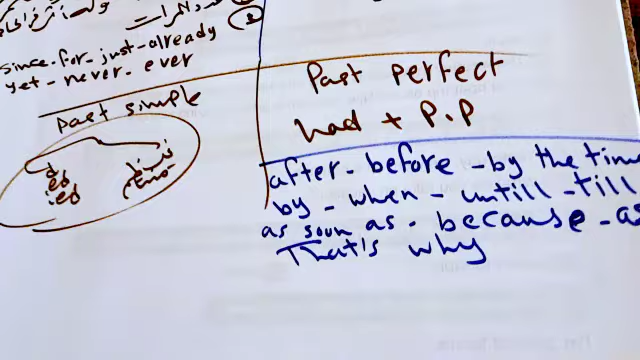 since-for-just-already
yet-never-ever
Past simple
d
ed
ied
Past perfect
had + P.P
after-before-by the time
by-when-untill-till
as soon as-because-as
That's why